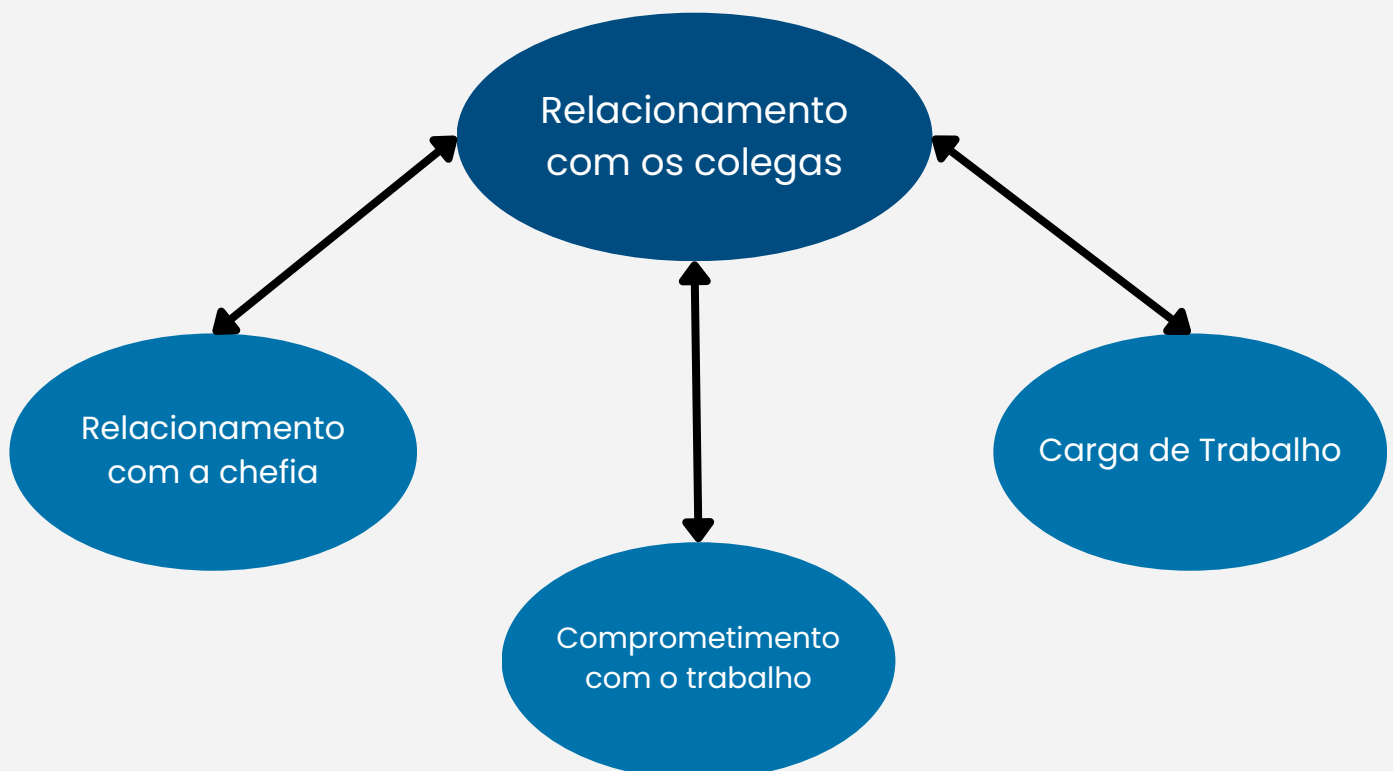 Relacionamento
com os colegas
Relacionamento
com a chefia
Carga de Trabalho
Comprometimento
com o trabalho